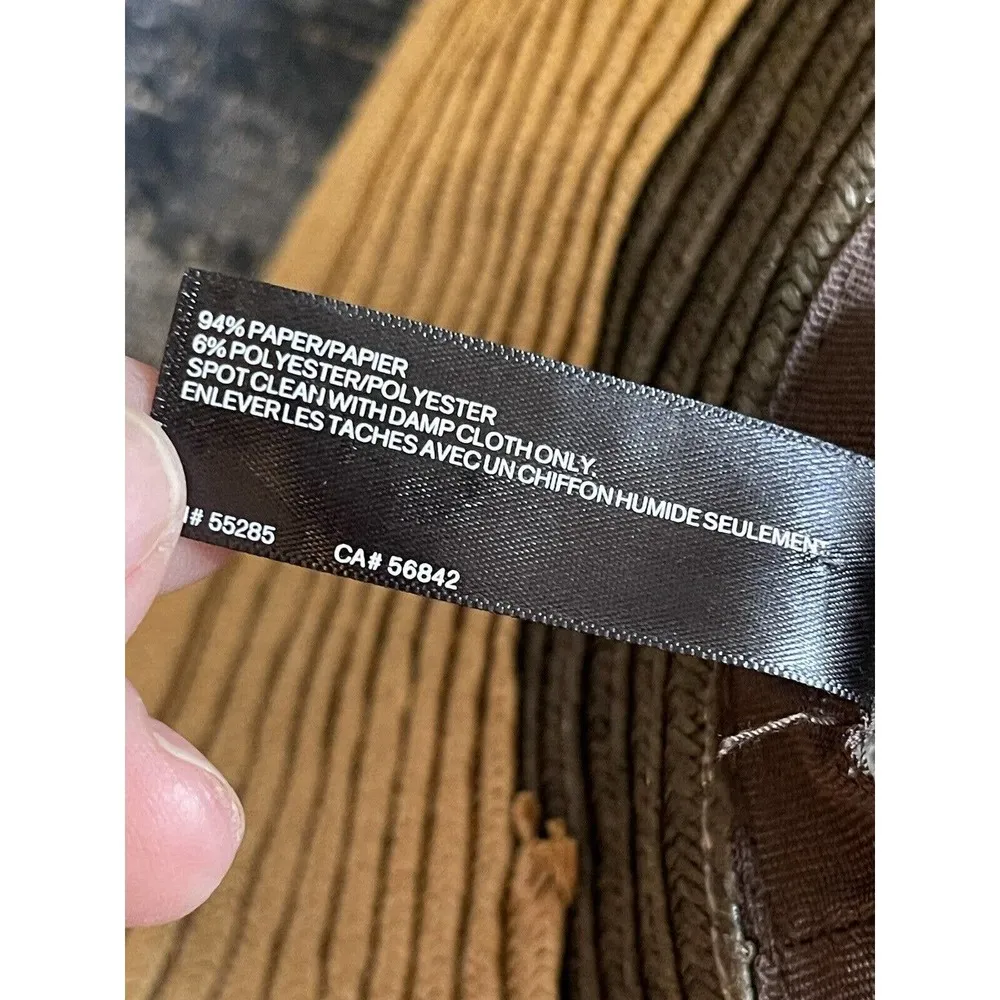 94% PAPER/PAPIER
6% POLYESTER/POLYESTER
SPOT CLEAN WITH DAMP CLOTH ONLY.
ENLEVER LES TACHES AVEC UN CHIFFON HUMIDE SEULEMENT
# 55285 CA# 56842